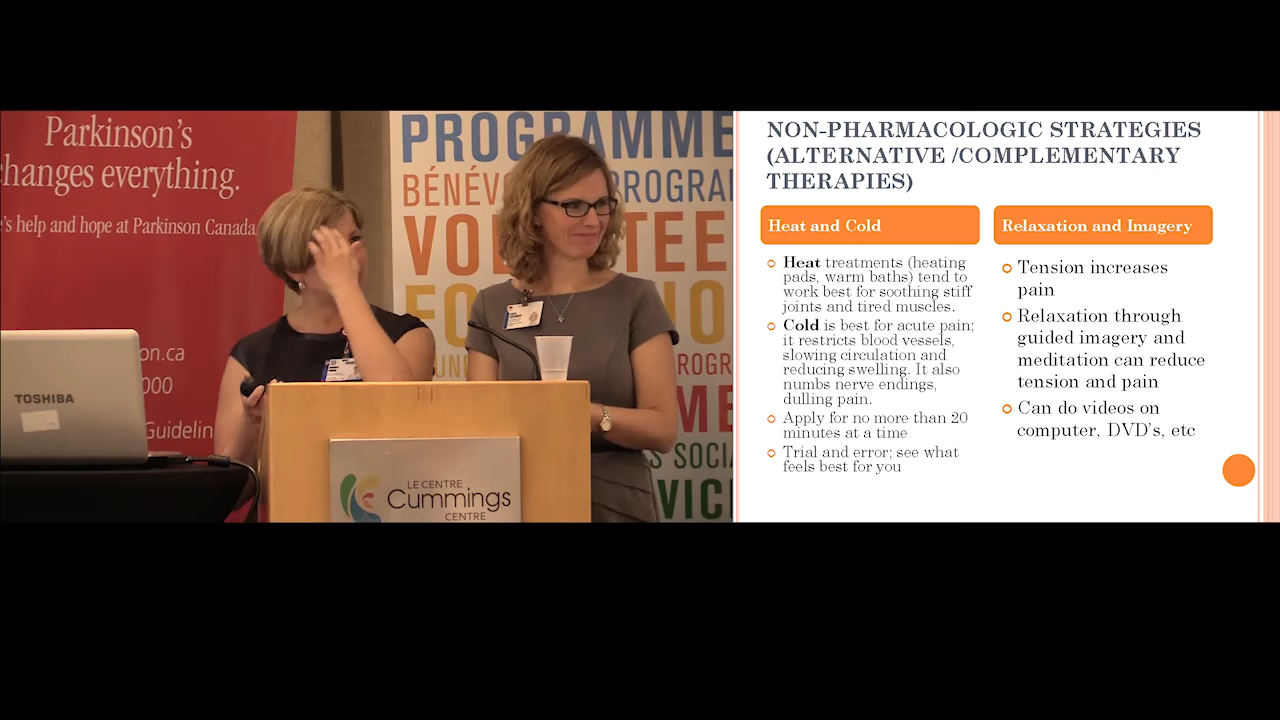 Parkinson's
changes everything.
help and hope at Parkinson Canada
.ca
000
Guidelin
TOSHIBA
PROGRAMME
PROGRA
VOL TEE
PROGR
ME
S SOCI
VIC
LE CENTRE
Cummings
CENTRE
NON-PHARMACOLOGIC STRATEGIES
(ALTERNATIVE /COMPLEMENTARY
THERAPIES)
Heat and Cold
Heat treatments (heating
pads, warm baths) tend to
work best for soothing stiff
joints and tired muscles.
Cold is best for acute pain;
it restricts blood vessels,
slowing circulation and
reducing swelling. It also
numbs nerve endings,
dulling pain.
Apply for no more than 20
minutes at a time
Trial and error; see what
feels best for you
Relaxation and Imagery
Tension increases
pain
Relaxation through
guided imagery and
meditation can reduce
tension and pain
Can do videos on
computer, DVD's, etc